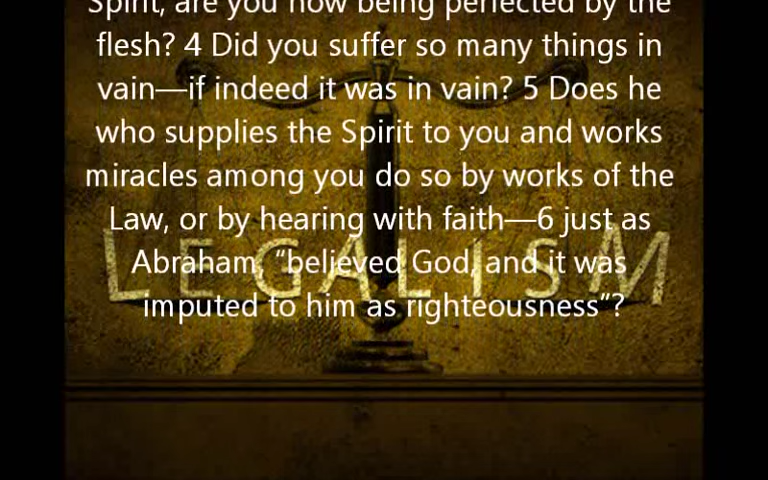 Spirit, are you now being perfected by the
flesh? 4 Did you suffer so many things in
vain—if indeed it was in vain? 5 Does he
who supplies the Spirit to you and works
miracles among you do so by works of the
Law, or by hearing with faith—6 just as
Abraham, “believed God, and it was
imputed to him as righteousness”?
LEGALISM